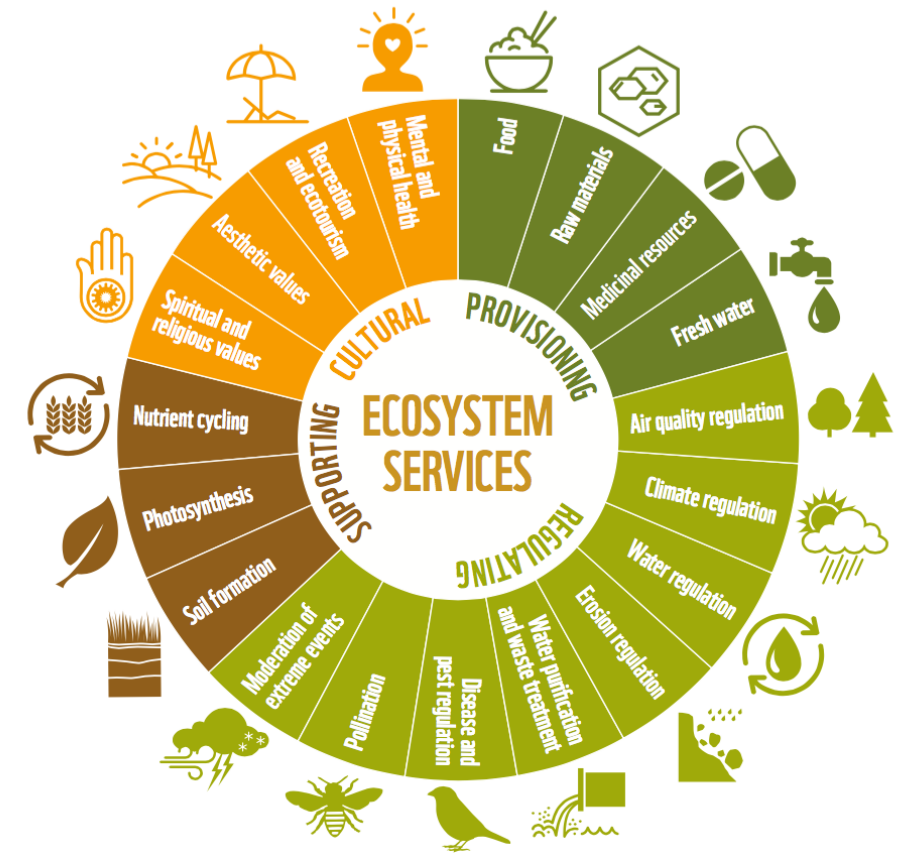 ECOSYSTEM
SERVICES
PROVISIONING
Food
Raw materials
Medicinal resources
Fresh water
REGULATING
Air quality regulation
Climate regulation
Water regulation
Erosion regulation
Water purification
and waste treatment
Disease and
pest regulation
Pollination
Moderation of
extreme events
SUPPORTING
Soil formation
Photosynthesis
Nutrient cycling
CULTURAL
Spiritual and
religious values
Aesthetic values
Recreation
and ecotourism
Mental and
physical health